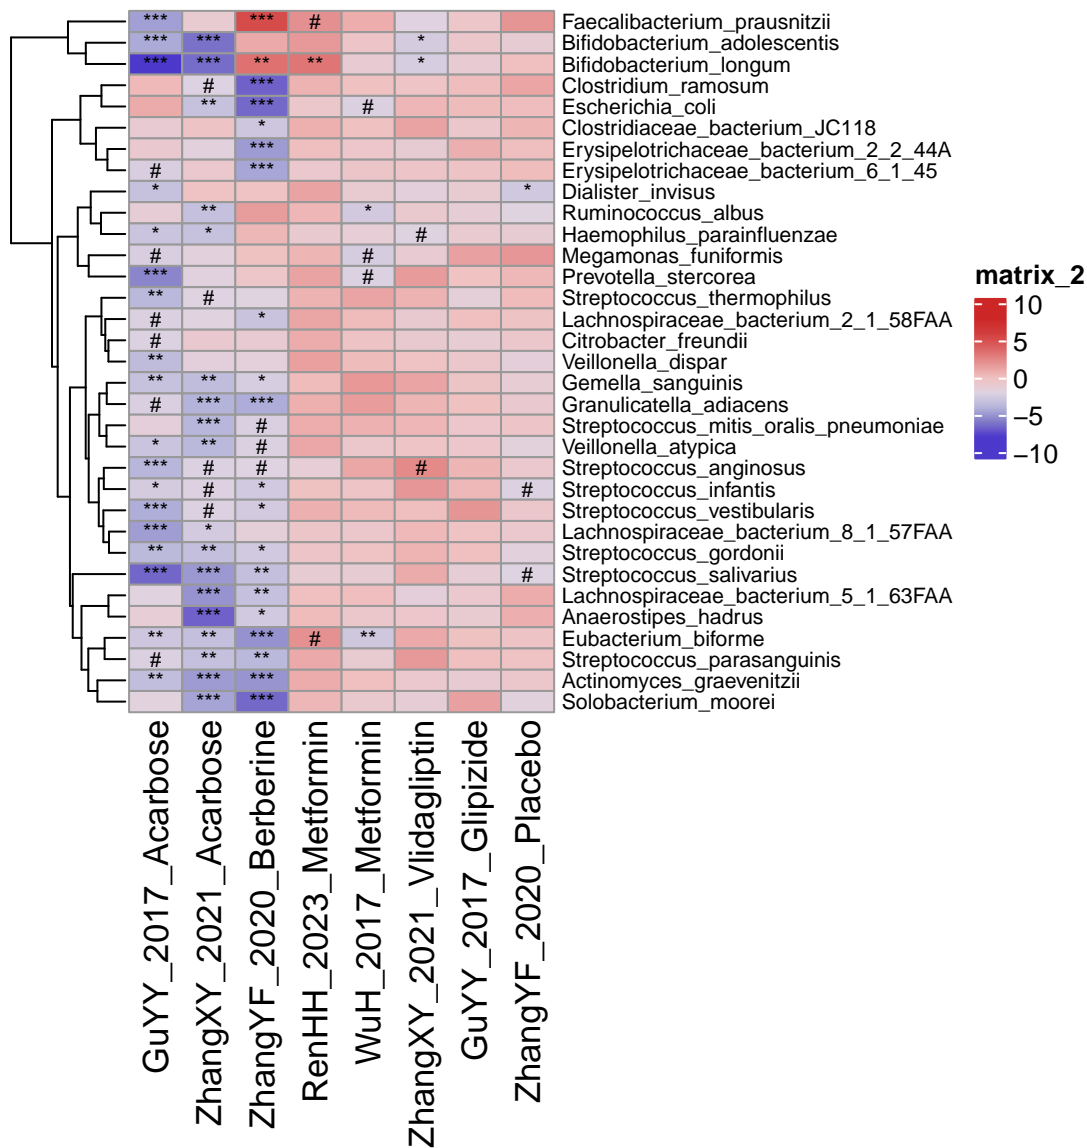 *** *** # Faecalibacterium_prausnitzii
*** *** * Bifidobacterium_adolescentis
*** *** ** ** * Bifidobacterium_longum
# *** Clostridium_ramosum
** *** # Escherichia_coli
* Clostridiaceae_bacterium_JC118
*** Erysipelotrichaceae_bacterium_2_2_44A
# *** Erysipelotrichaceae_bacterium_6_1_45
* * Dialister_invisus
** * Ruminococcus_albus
* * # Haemophilus_parainfluenzae
# # Megamonas_funiformis
*** # Prevotella_stercorea
** # Streptococcus_thermophilus
# * Lachnospiraceae_bacterium_2_1_58FAA
# Citrobacter_freundii
** Veillonella_dispar
** ** * Gemella_sanguinis
# *** *** Granulicatella_adiacens
*** # Streptococcus_mitis_oralis_pneumoniae
* ** # Veillonella_atypica
*** # # # Streptococcus_anginosus
* # * # Streptococcus_infantis
*** # * Streptococcus_vestibularis
*** * Lachnospiraceae_bacterium_8_1_57FAA
** ** * Streptococcus_gordonii
*** *** ** # Streptococcus_salivarius
*** ** Lachnospiraceae_bacterium_5_1_63FAA
*** * Anaerostipes_hadrus
** ** *** # ** Eubacterium_biforme
# ** ** Streptococcus_parasanguinis
** *** *** Actinomyces_graevenitzii
*** *** Solobacterium_moorei
GuYY_2017_Acarbose
ZhangXY_2021_Acarbose
ZhangYF_2020_Berberine
RenHH_2023_Metformin
WuH_2017_Metformin
ZhangXY_2021_Vlidagliptin
GuYY_2017_Glipizide
ZhangYF_2020_Placebo
matrix_2
10
5
0
−5
−10